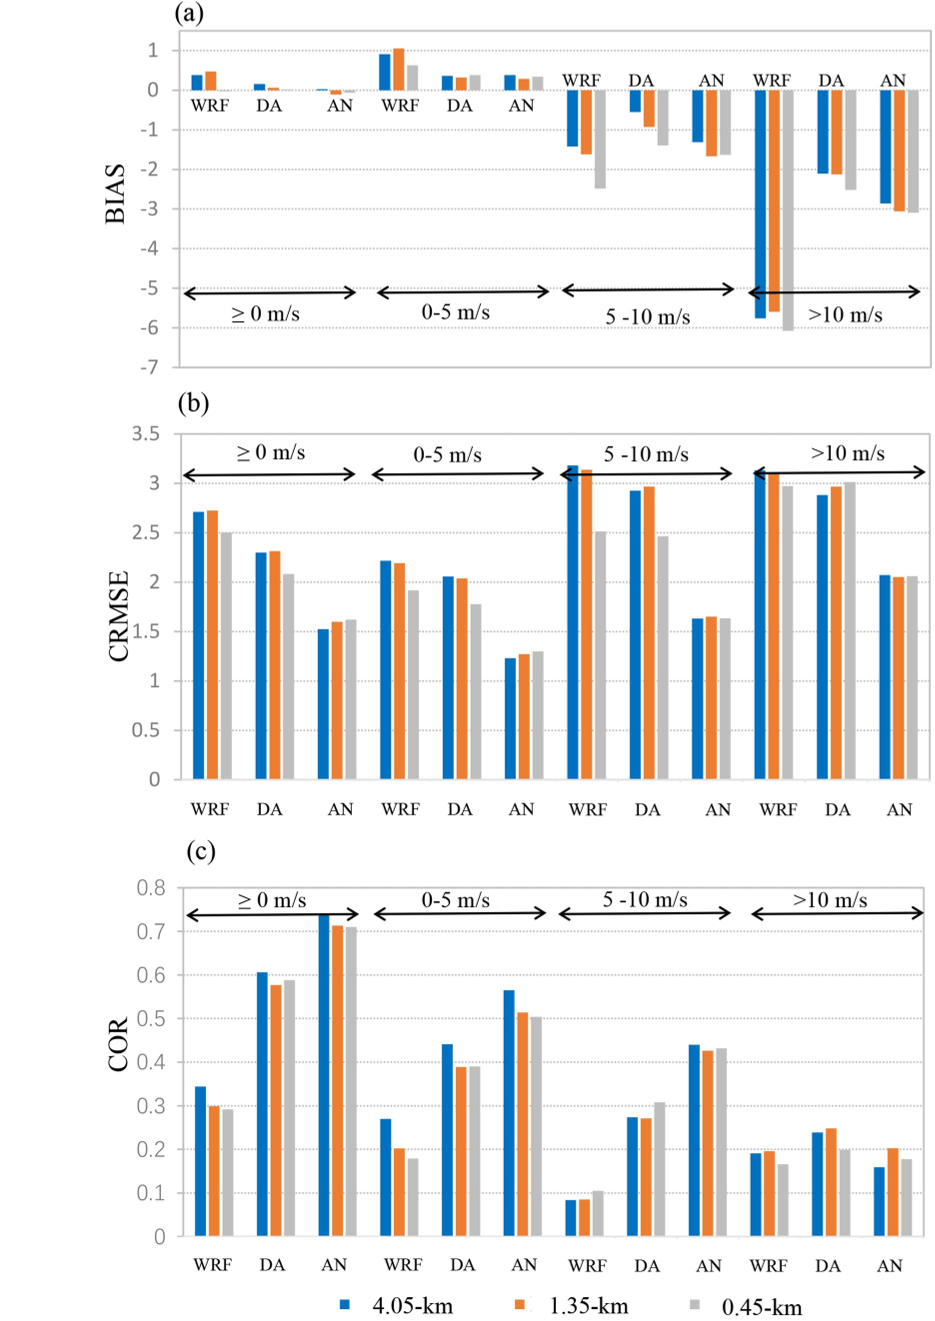 (a)
1
0
-1
-2
-3
-4
-5
-6
-7
BIAS
WRF DA AN WRF DA AN WRF DA AN WRF DA AN
≥ 0 m/s 0-5 m/s 5 -10 m/s >10 m/s
(b)
3.5
3
2.5
2
1.5
1
0.5
0
CRMSE
≥ 0 m/s 0-5 m/s 5 -10 m/s >10 m/s
WRF DA AN WRF DA AN WRF DA AN WRF DA AN
(c)
0.8
0.7
0.6
0.5
0.4
0.3
0.2
0.1
0
COR
≥ 0 m/s 0-5 m/s 5 -10 m/s >10 m/s
WRF DA AN WRF DA AN WRF DA AN WRF DA AN
4.05-km 1.35-km 0.45-km